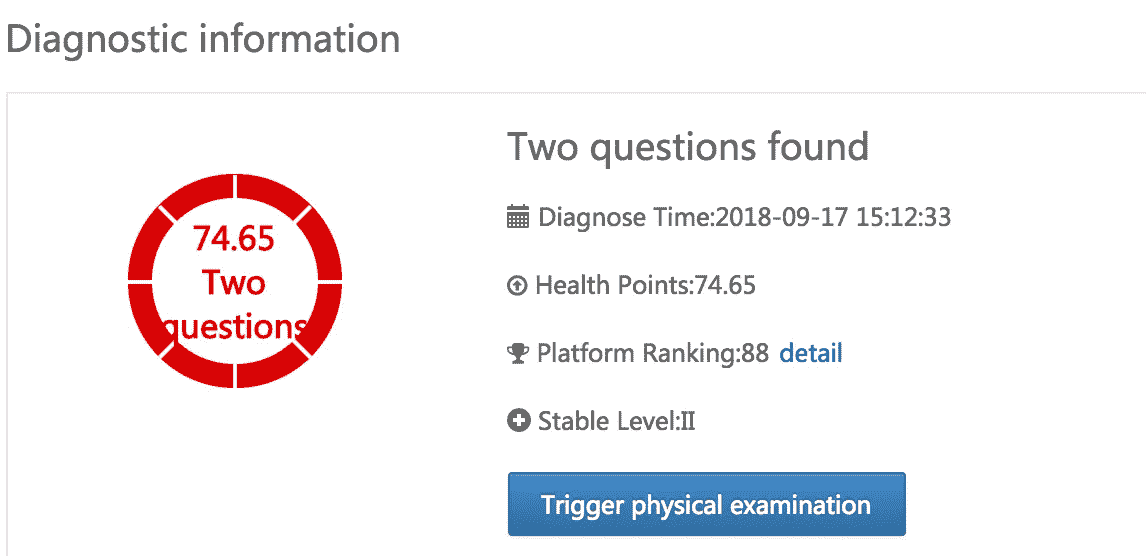 Diagnostic information
74.65
Two
questions
Two questions found
Diagnose Time:2018-09-17 15:12:33
Health Points:74.65
Platform Ranking:88 detail
Stable Level:II
Trigger physical examination